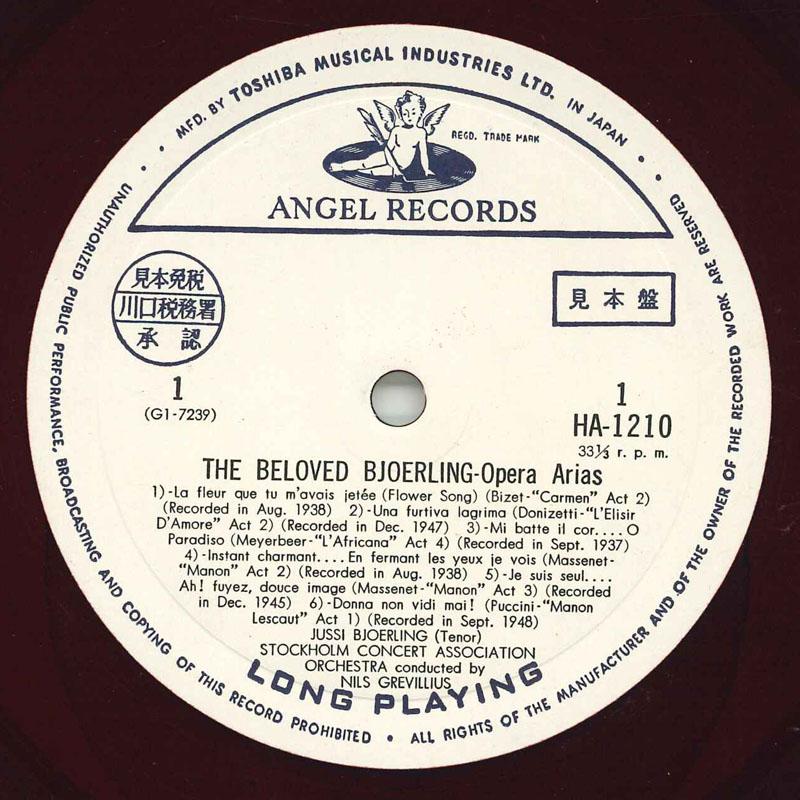 MFD. BY TOSHIBA MUSICAL INDUSTRIES LTD. IN JAPAN
REGD. TRADE MARK
ANGEL RECORDS
見本免税
川口税務署
承認
見本盤
1
(G1-7239)
1
HA-1210
33⅓ r. p. m.
THE BELOVED BJOERLING-Opera Arias
1)-La fleur que tu m'avais jetée (Flower Song) (Bizet-"Carmen" Act 2)
(Recorded in Aug. 1938) 2)-Una furtiva lagrima (Donizetti-"L'Elisir
D'Amore" Act 2) (Recorded in Dec. 1947) 3)-Mi batte il cor.... O
Paradiso (Meyerbeer-"L'Africana" Act 4) (Recorded in Sept. 1937)
4)-Instant charmant.... En fermant les yeux je vois (Massenet-
"Manon" Act 2) (Recorded in Aug. 1938) 5)-Je suis seul....
Ah! fuyez, douce image (Massenet-"Manon" Act 3) (Recorded
in Dec. 1945) 6)-Donna non vidi mai! (Puccini-"Manon
Lescaut" Act 1) (Recorded in Sept. 1948)
JUSSI BJOERLING (Tenor)
STOCKHOLM CONCERT ASSOCIATION
ORCHESTRA conducted by
NILS GREVILLIUS
LONG PLAYING
UNAUTHORIZED PUBLIC PERFORMANCE, BROADCASTING AND COPYING OF THIS RECORD PROHIBITED • ALL RIGHTS OF THE MANUFACTURER AND OF THE OWNER OF THE RECORDED WORK ARE RESERVED